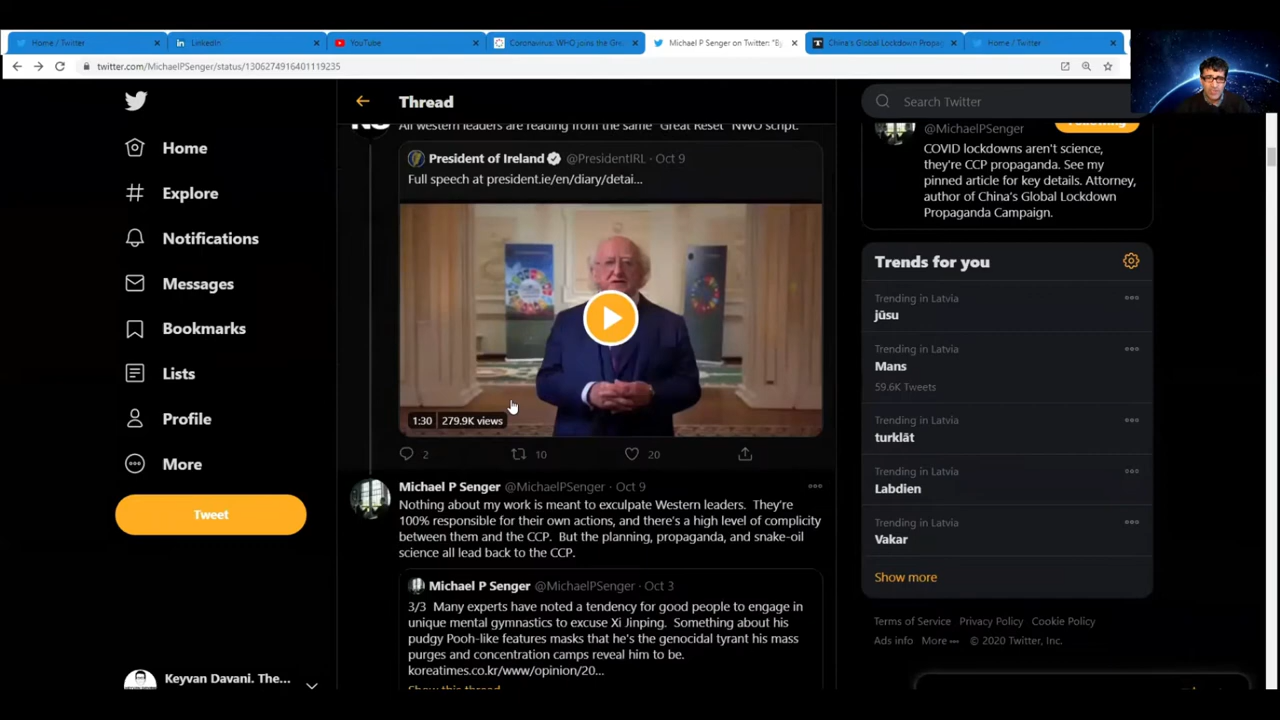 Home / Twitter
LinkedIn
YouTube
Coronavirus: WHO joins the Gre
Michael P Senger on Twitter: "B
China's Global Lockdown Propa
Home / Twitter
twitter.com/MichaelPSenger/status/1306274916401119235
Thread
Search Twitter
Home
Explore
Notifications
Messages
Bookmarks
Lists
Profile
More
Tweet
Keyvan Davani. The...
All western leaders are reading from the same "Great Reset" NWO script.
President of Ireland @PresidentIRL · Oct 9
Full speech at president.ie/en/diary/detai...
1:30 279.9K views
2 10 20
Michael P Senger @MichaelPSenger · Oct 9
Nothing about my work is meant to exculpate Western leaders. They're
100% responsible for their own actions, and there's a high level of complicity
between them and the CCP. But the planning, propaganda, and snake-oil
science all lead back to the CCP.
Michael P Senger @MichaelPSenger · Oct 3
3/3 Many experts have noted a tendency for good people to engage in
unique mental gymnastics to excuse Xi Jinping. Something about his
pudgy Pooh-like features masks that he's the genocidal tyrant his mass
purges and concentration camps reveal him to be.
koreatimes.co.kr/www/opinion/20...
Show this thread
@MichaelPSenger
Following
COVID lockdowns aren't science,
they're CCP propaganda. See my
pinned article for key details. Attorney,
author of China's Global Lockdown
Propaganda Campaign.
Trends for you
Trending in Latvia
jūsu
Trending in Latvia
Mans
59.6K Tweets
Trending in Latvia
turklāt
Trending in Latvia
Labdien
Trending in Latvia
Vakar
Show more
Terms of Service Privacy Policy Cookie Policy
Ads info More © 2020 Twitter, Inc.